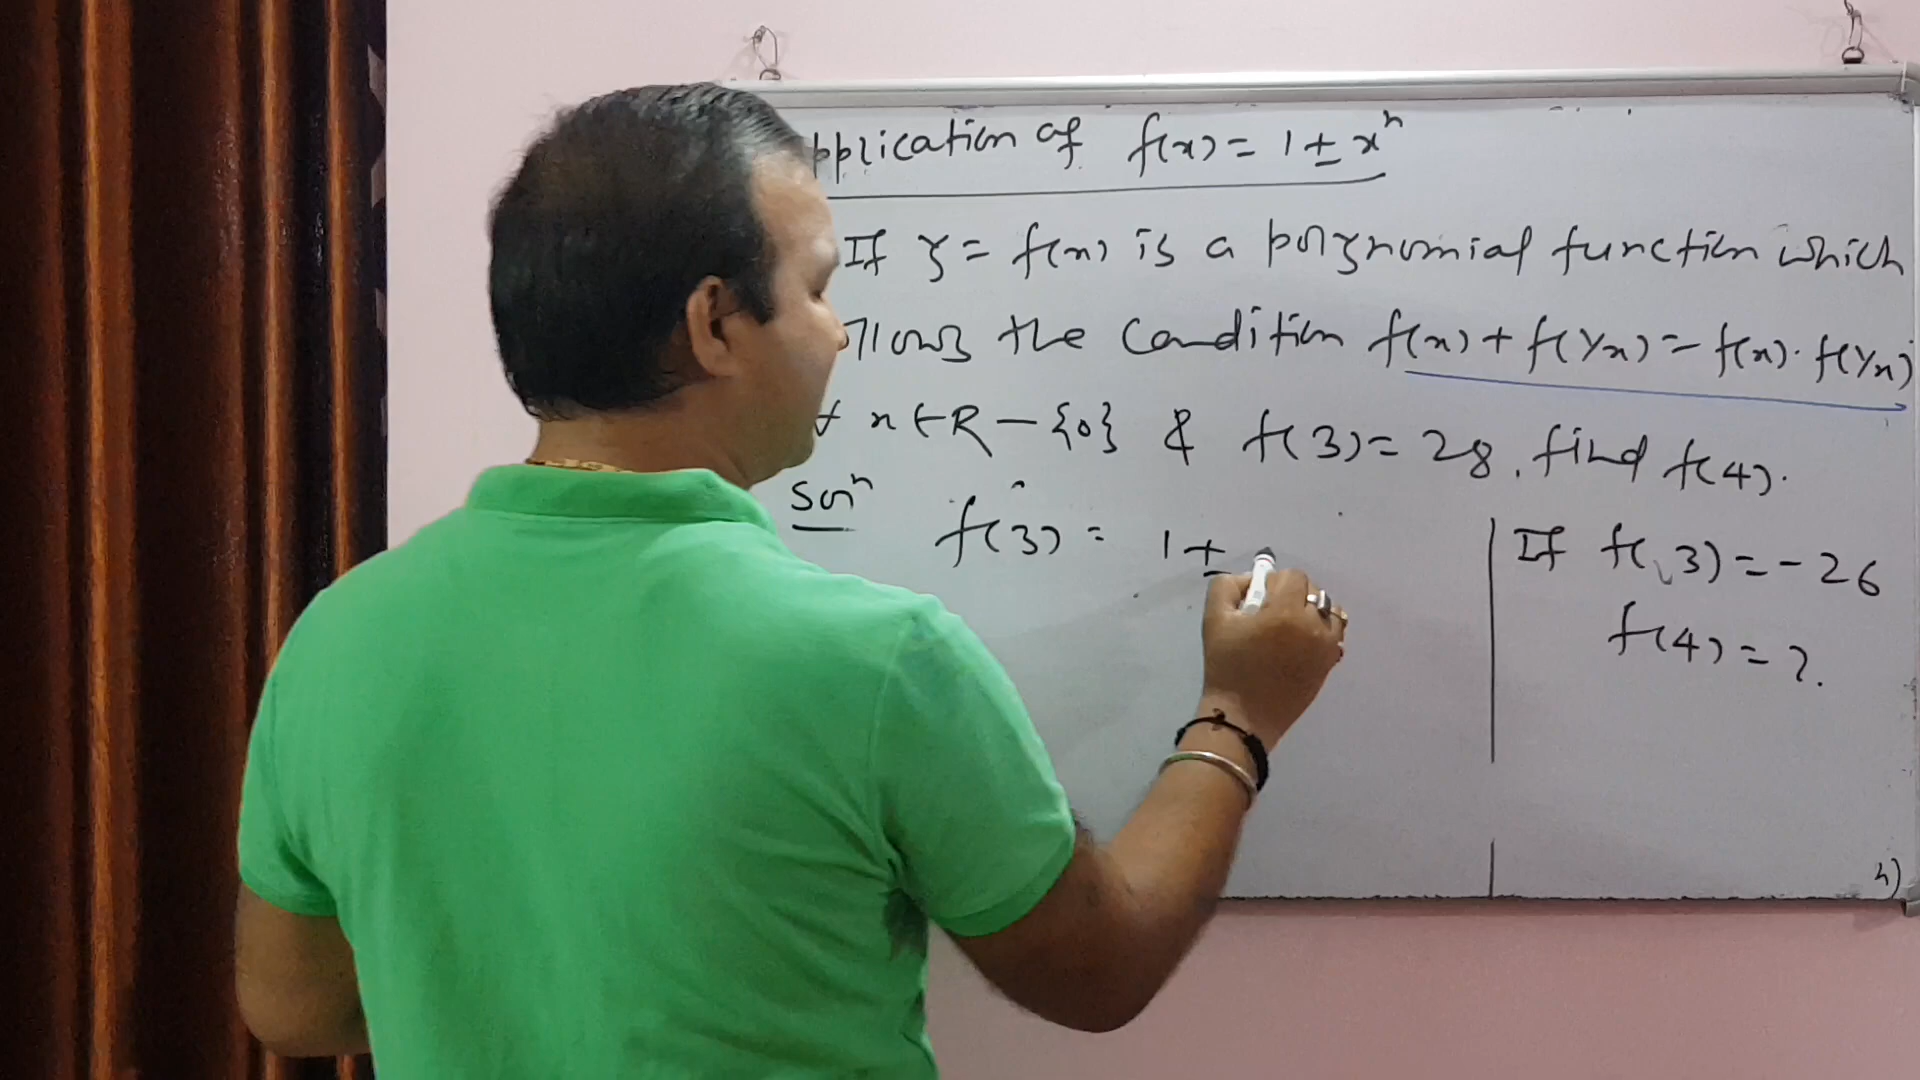 pplication of f(x) = 1 ± xⁿ
If y = f(x) is a polynomial function which
llows the condition f(x) + f(1/x) = f(x)·f(1/x)
∀ x ∈ R – {0} & f(3) = 28, find f(4).
Solⁿ f(3) = 1 ±
If f(3) = -26
f(4) = ?